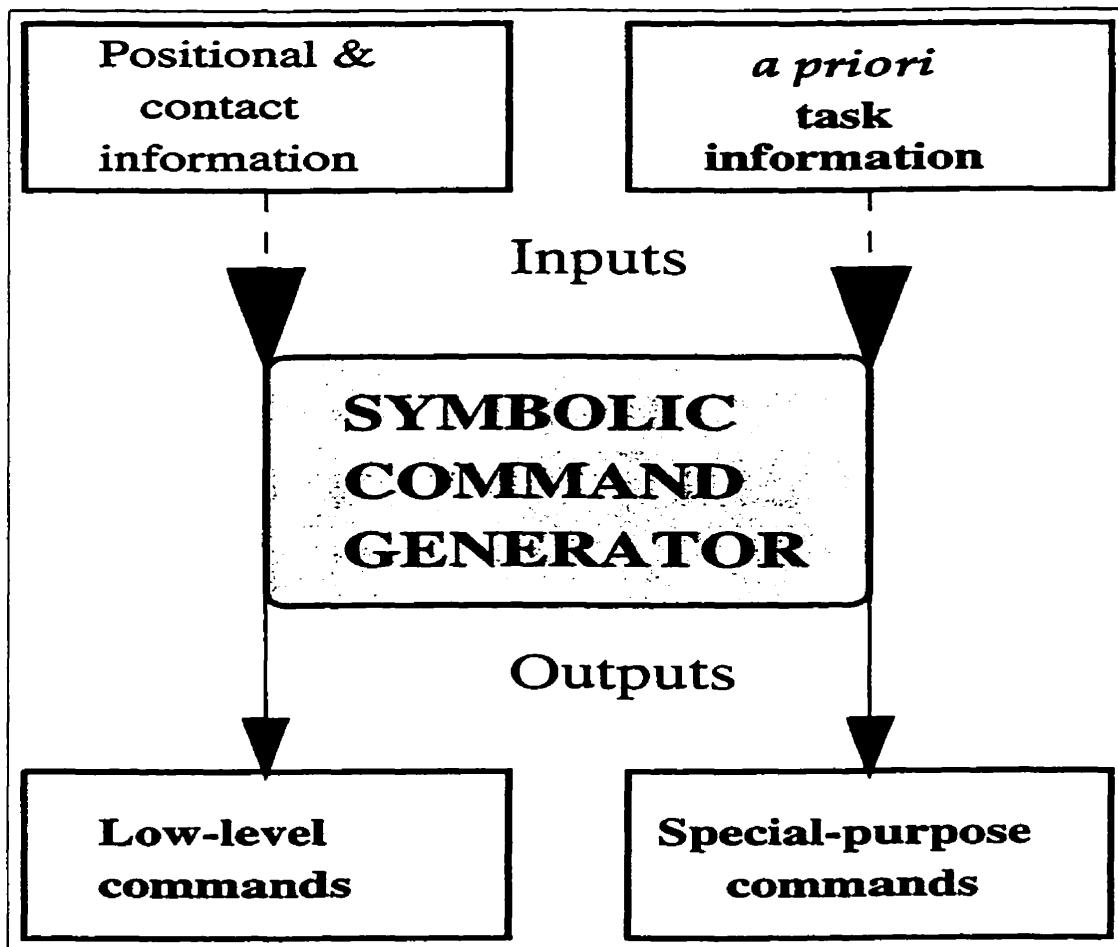 Positional &
contact
information
a priori
task
information
Inputs
SYMBOLIC
COMMAND
GENERATOR
Outputs
Low-level
commands
Special-purpose
commands